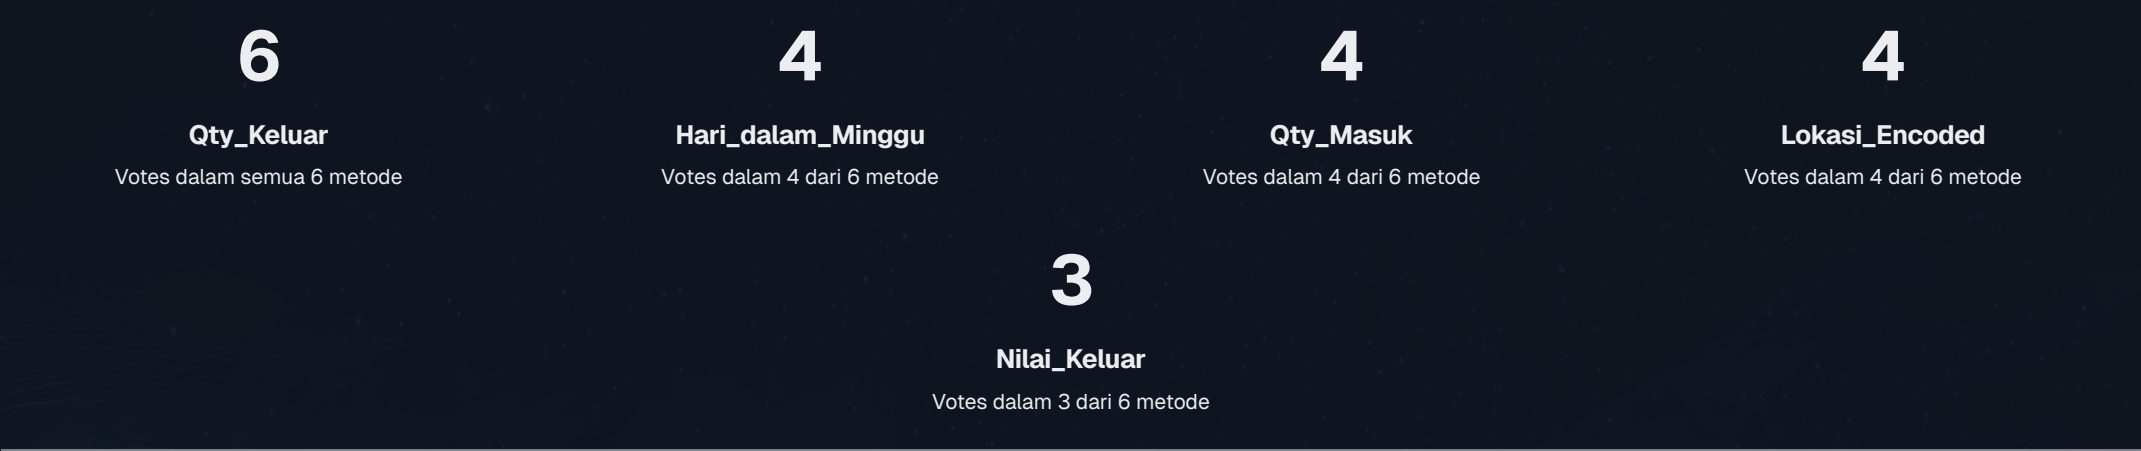 6
Qty_Keluar
Votes dalam semua 6 metode
4
Hari_dalam_Minggu
Votes dalam 4 dari 6 metode
4
Qty_Masuk
Votes dalam 4 dari 6 metode
4
Lokasi_Encoded
Votes dalam 4 dari 6 metode
3
Nilai_Keluar
Votes dalam 3 dari 6 metode